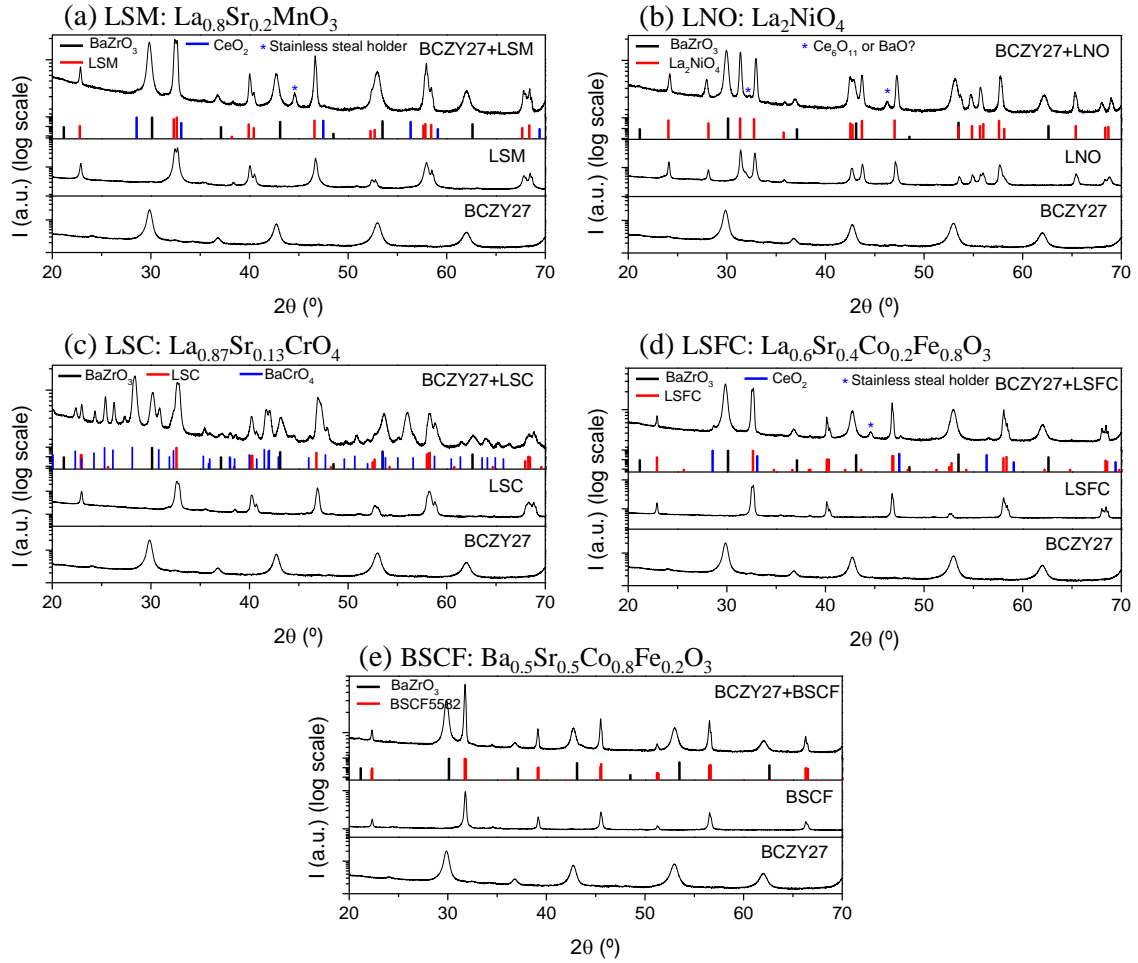 (a) LSM: La0.8Sr0.2MnO3
BaZrO3 CeO2 * Stainless steal holder
LSM
BCZY27+LSM
LSM
BCZY27
I (a.u.) (log scale)
20 30 40 50 60 70
2θ (º)
(b) LNO: La2NiO4
BaZrO3 * Ce6O11 or BaO?
La2NiO4
BCZY27+LNO
*
*
LNO
BCZY27
I (a.u.) (log scale)
20 30 40 50 60 70
2θ (º)
(c) LSC: La0.87Sr0.13CrO4
BaZrO3 LSC BaCrO4
BCZY27+LSC
LSC
BCZY27
I (a.u.) (log scale)
20 30 40 50 60 70
2θ (º)
(d) LSFC: La0.6Sr0.4Co0.2Fe0.8O3
BaZrO3 CeO2 * Stainless steal holder
LSFC
BCZY27+LSFC
*
LSFC
BCZY27
I (a.u.) (log scale)
20 30 40 50 60 70
2θ (º)
(e) BSCF: Ba0.5Sr0.5Co0.8Fe0.2O3
BaZrO3
BSCF5582
BCZY27+BSCF
BSCF
BCZY27
I (a.u.) (log scale)
20 30 40 50 60 70
2θ (º)